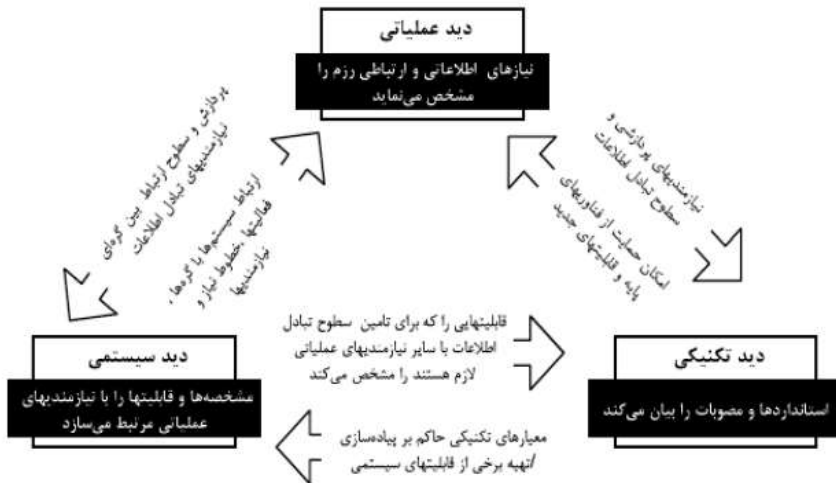 دید عملیاتی
نیازهای اطلاعاتی و ارتباطی رزم را
مشخص می‌نماید
پردازش و سطوح ارتباط بین گره‌ای
نیازمندیهای تبادل اطلاعات
ارتباط سیستم‌ها با گره‌ها ،
فعالیتها ،خطوط نیاز و
نیازمندیها
نیازمندیهای پردازشی و
سطوح تبادل اطلاعات
امکان حمایت از فناوریهای
پایه و قابلیتهای جدید
دید سیستمی
مشخصه‌ها و قابلیتها را با نیازمندیهای
عملیاتی مرتبط می‌سازد
قابلیتهایی را که برای تامین سطوح تبادل
اطلاعات با سایر نیازمندیهای عملیاتی
لازم هستند را مشخص می‌کند
دید تکنیکی
استانداردها و مصوبات را بیان می‌کند
معیارهای تکنیکی حاکم بر پیاده‌سازی
/تهیه برخی از قابلیتهای سیستمی